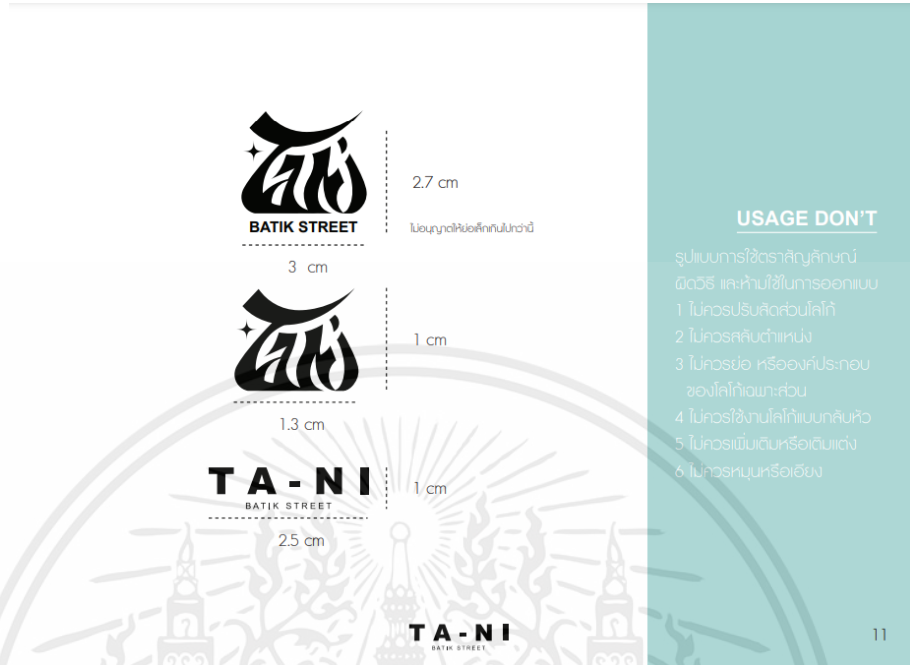 BATIK STREET
2.7 cm
ไม่อนุญาตให้ย่อเล็กเกินไปกว่านี้
3 cm
1 cm
1.3 cm
TA-NI
BATIK STREET
1 cm
2.5 cm
USAGE DON'T
รูปแบบการใช้ตราสัญลักษณ์
ผิดวิธี และห้ามใช้ในการออกแบบ
1 ไม่ควรปรับสัดส่วนโลโก้
2 ไม่ควรสลับตำแหน่ง
3 ไม่ควรย่อ หรือองค์ประกอบ
ของโลโก้เฉพาะส่วน
4 ไม่ควรใช้งานโลโก้แบบกลับหัว
5 ไม่ควรเพิ่มเติมหรือเติมแต่ง
6 ไม่ควรหมุนหรือเอียง
TA-NI
BATIK STREET
11